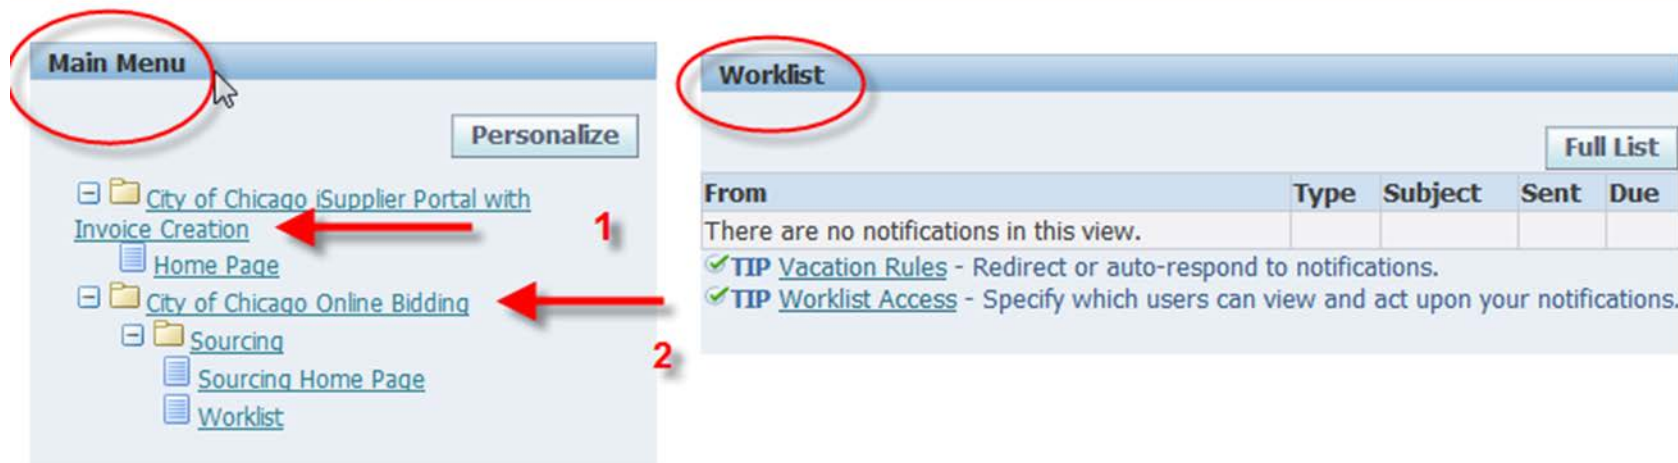 Main Menu
Personalize
City of Chicago iSupplier Portal with
Invoice Creation
1
Home Page
City of Chicago Online Bidding
2
Sourcing
Sourcing Home Page
Worklist
Worklist
Full List
From Type Subject Sent Due
There are no notifications in this view.
TIP Vacation Rules - Redirect or auto-respond to notifications.
TIP Worklist Access - Specify which users can view and act upon your notifications.